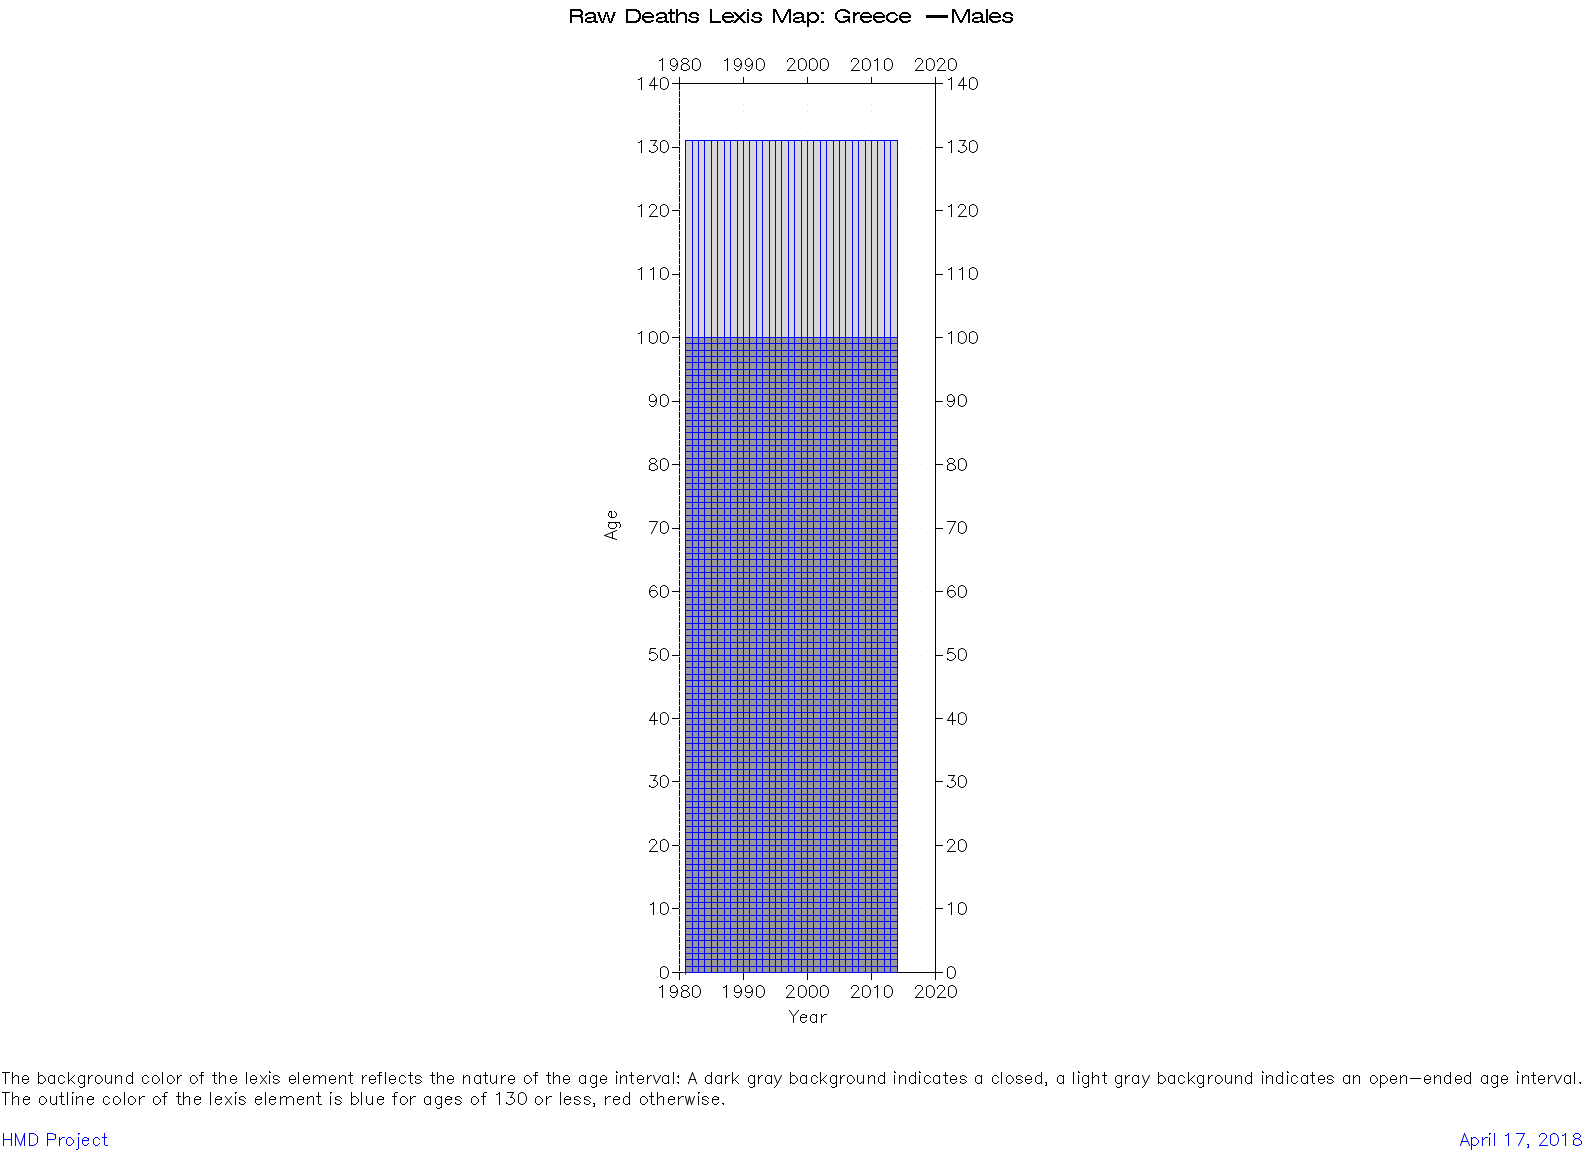 Raw Deaths Lexis Map: Greece —Males
1980 1990 2000 2010 2020
140 140
130 130
120 120
110 110
100 100
90 90
80 80
70 70
60 60
50 50
40 40
30 30
20 20
10 10
0 0
Age
1980 1990 2000 2010 2020
Year
The background color of the lexis element reflects the nature of the age interval: A dark gray background indicates a closed, a light gray background indicates an open—ended age interval.
The outline color of the lexis element is blue for ages of 130 or less, red otherwise.
HMD Project April 17, 2018